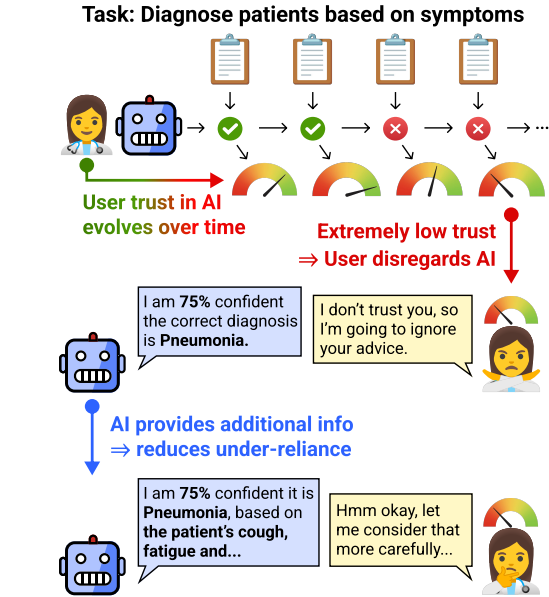 Task: Diagnose patients based on symptoms
...
User trust in AI
evolves over time
Extremely low trust
⇒ User disregards AI
I am 75% confident
the correct diagnosis
is Pneumonia.
I don't trust you, so
I'm going to ignore
your advice.
AI provides additional info
⇒ reduces under-reliance
I am 75% confident it is
Pneumonia, based on
the patient's cough,
fatigue and...
Hmm okay, let
me consider that
more carefully...